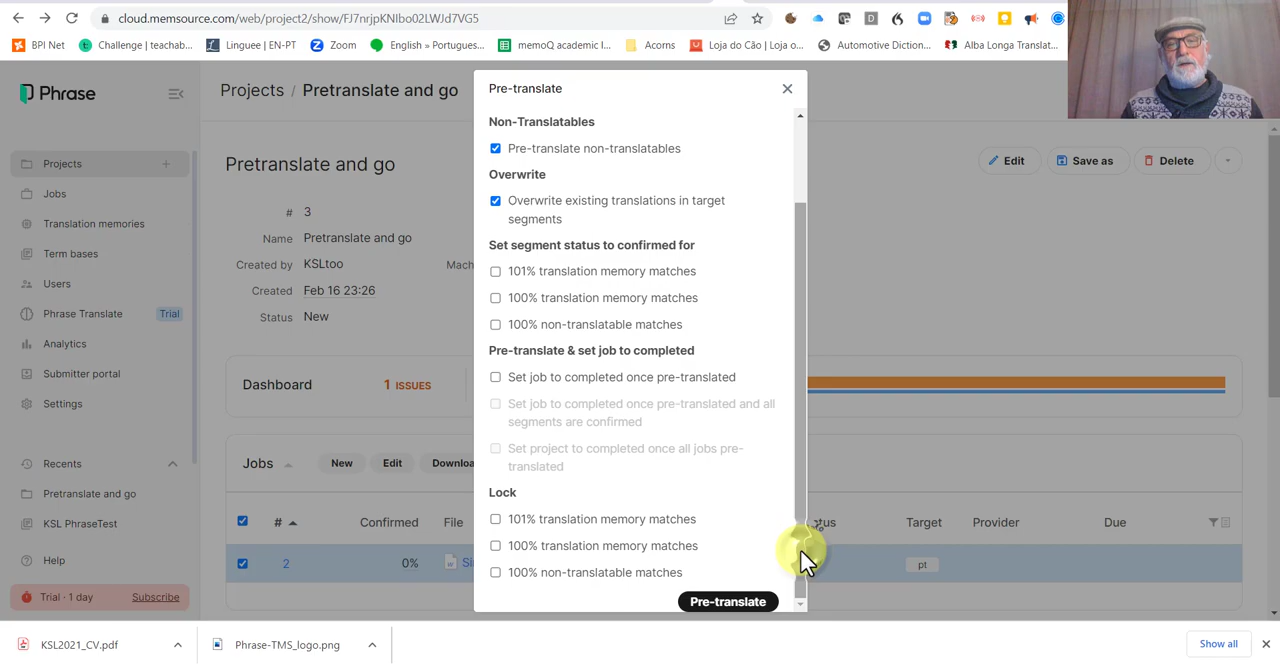 cloud.memsource.com/web/project2/show/FJ7nrjpKNIbo02LWJd7VG5
BPI Net
Challenge | teachab...
Linguee | EN-PT
Zoom
English » Portugues...
memoQ academic I...
Acorns
Loja do Cão | Loja o...
Automotive Diction...
Alba Longa Translat...
Phrase
Projects / Pretranslate and go
Projects
Jobs
Translation memories
Term bases
Users
Phrase Translate Trial
Analytics
Submitter portal
Settings
Recents
Pretranslate and go
KSL PhraseTest
Help
Trial · 1 day Subscribe
Pretranslate and go
Edit
Save as
Delete
# 3
Name Pretranslate and go
Created by KSLtoo
Mach
Created Feb 16 23:26
Status New
Dashboard
1 ISSUES
Jobs
New
Edit
Downloa
# Confirmed File
tus Target Provider Due
2 0% Si
pt
Pre-translate
Non-Translatables
Pre-translate non-translatables
Overwrite
Overwrite existing translations in target
segments
Set segment status to confirmed for
101% translation memory matches
100% translation memory matches
100% non-translatable matches
Pre-translate & set job to completed
Set job to completed once pre-translated
Set job to completed once pre-translated and all
segments are confirmed
Set project to completed once all jobs pre-
translated
Lock
101% translation memory matches
100% translation memory matches
100% non-translatable matches
Pre-translate
KSL2021_CV.pdf
Phrase-TMS_logo.png
Show all